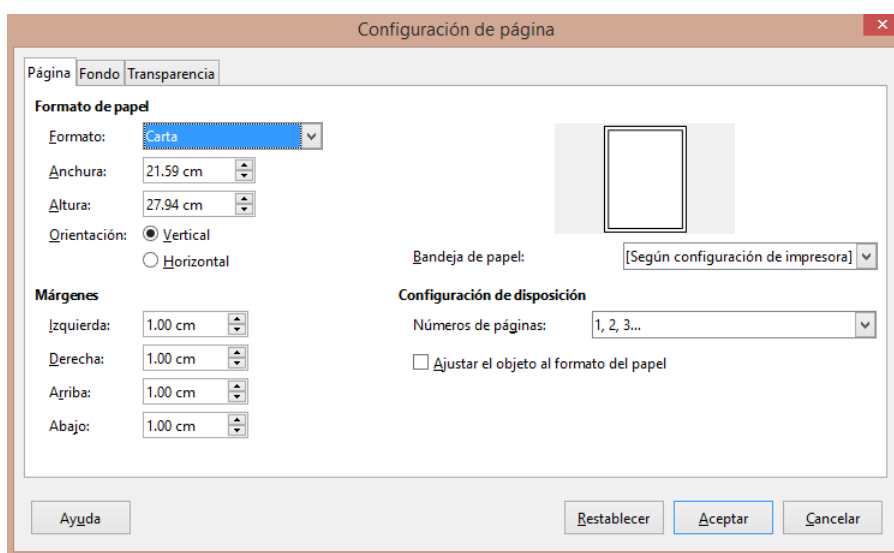 Configuración de página
Página Fondo Transparencia
Formato de papel
Formato: Carta
Anchura: 21.59 cm
Altura: 27.94 cm
Orientación: Vertical
Horizontal
Bandeja de papel: [Según configuración de impresora]
Márgenes
Izquierda: 1.00 cm
Derecha: 1.00 cm
Arriba: 1.00 cm
Abajo: 1.00 cm
Configuración de disposición
Números de páginas: 1, 2, 3...
Ajustar el objeto al formato del papel
Ayuda Restablecer Aceptar Cancelar